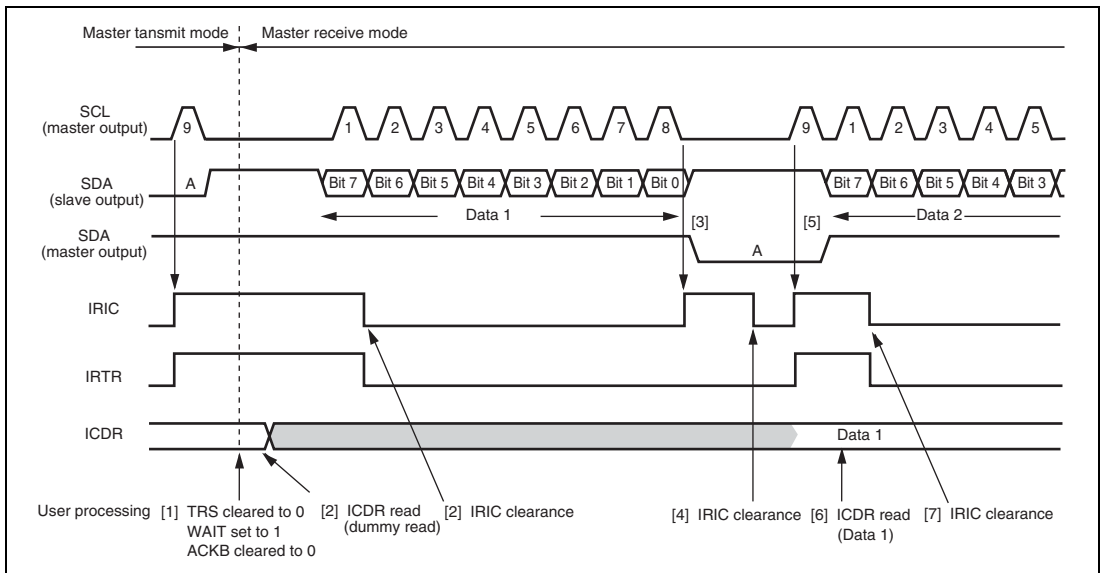 Master tansmit mode
Master receive mode
SCL
(master output)
9
1
2
3
4
5
6
7
8
9
1
2
3
4
5
SDA
(slave output)
A
Bit 7
Bit 6
Bit 5
Bit 4
Bit 3
Bit 2
Bit 1
Bit 0
Bit 7
Bit 6
Bit 5
Bit 4
Bit 3
Data 1
[3]
[5]
Data 2
SDA
(master output)
A
IRIC
IRTR
ICDR
Data 1
User processing
[1] TRS cleared to 0
WAIT set to 1
ACKB cleared to 0
[2] ICDR read
(dummy read)
[2] IRIC clearance
[4] IRIC clearance
[6] ICDR read
(Data 1)
[7] IRIC clearance